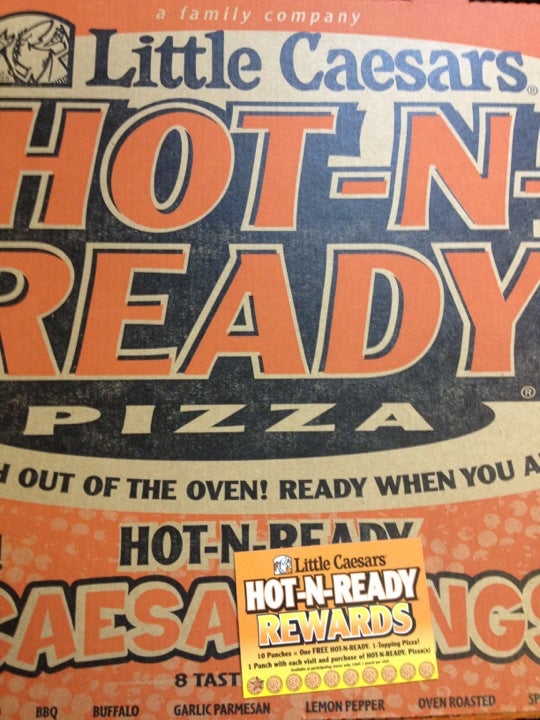 a family company
Little Caesars®
HOT-N-
READY®
PIZZA
OUT OF THE OVEN! READY WHEN YOU A
HOT-N-READY
CAESA NGS
8 TAST
BBQ BUFFALO GARLIC PARMESAN LEMON PEPPER OVEN ROASTED SP
Little Caesars
HOT-N-READY
REWARDS
10 Punches = One FREE HOT-N-READY, 1-Topping Pizza!
1 Punch with each visit and purchase of HOT-N-READY, Pizza(s)